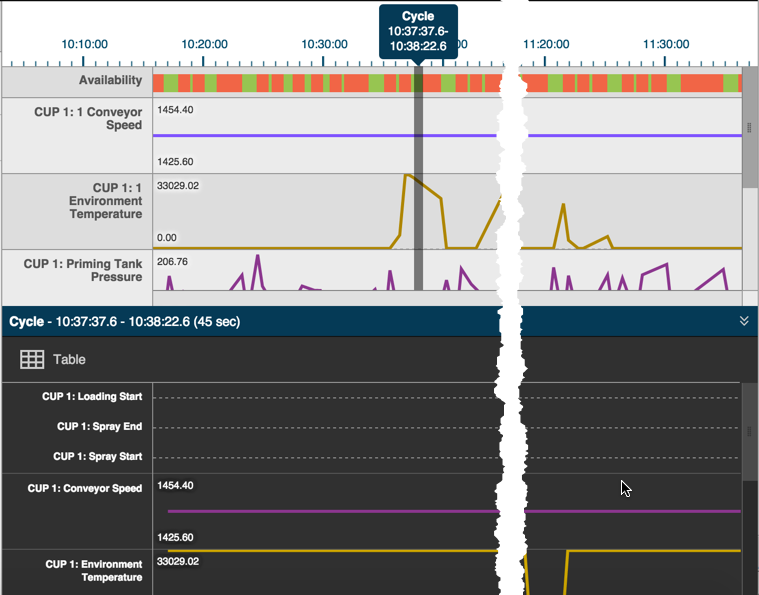 Cycle
10:37:37.6-
10:38:22.6
10:10:00
10:20:00
10:30:00
:00
11:20:00
11:30:00
Availability
CUP 1: 1 Conveyor
Speed
1454.40
1425.60
CUP 1: 1
Environment
Temperature
33029.02
0.00
CUP 1: Priming Tank
Pressure
206.76
Cycle - 10:37:37.6 - 10:38:22.6 (45 sec)
Table
CUP 1: Loading Start
CUP 1: Spray End
CUP 1: Spray Start
CUP 1: Conveyor Speed
1454.40
1425.60
CUP 1: Environment
Temperature
33029.02